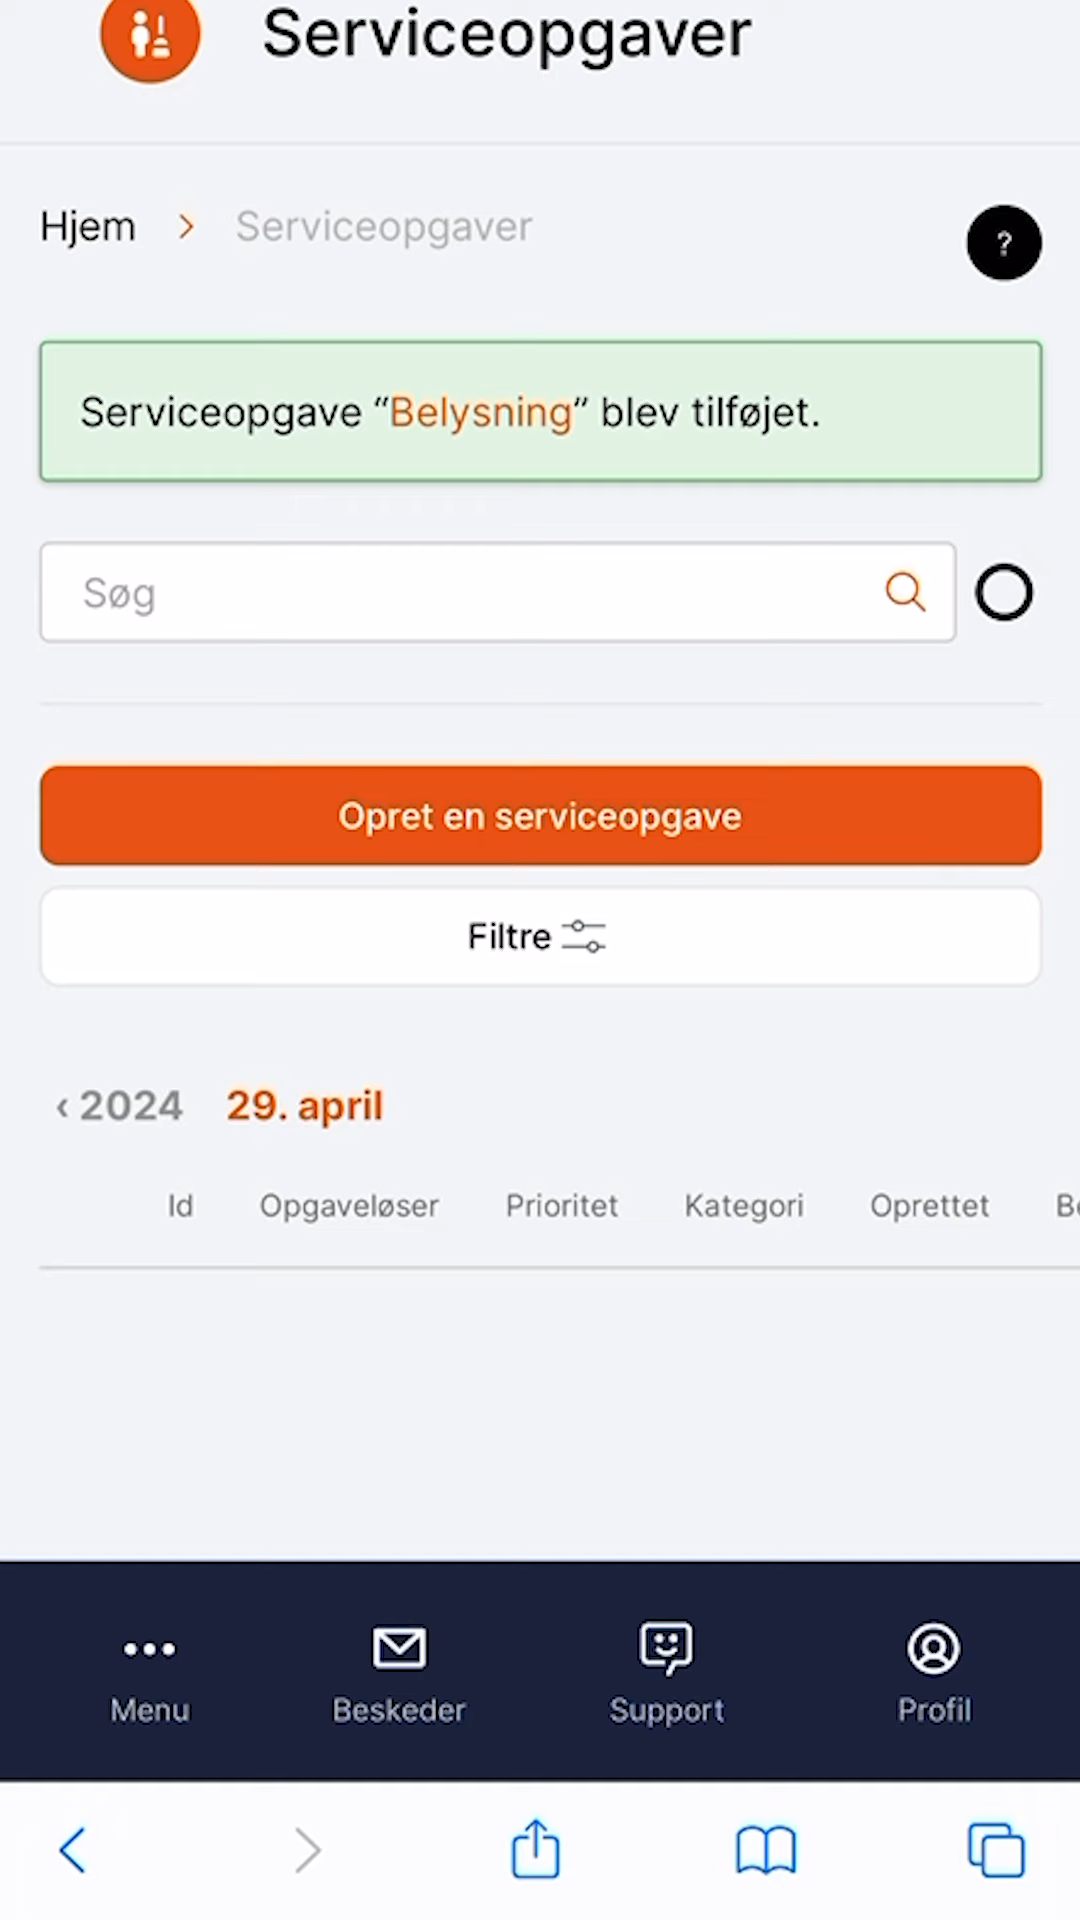 Serviceopgaver
Hjem > Serviceopgaver
?
Serviceopgave “Belysning” blev tilføjet.
Søg
Opret en serviceopgave
Filtre
‹ 2024 29. april
Id Opgaveløser Prioritet Kategori Oprettet
Menu Beskeder Support Profil